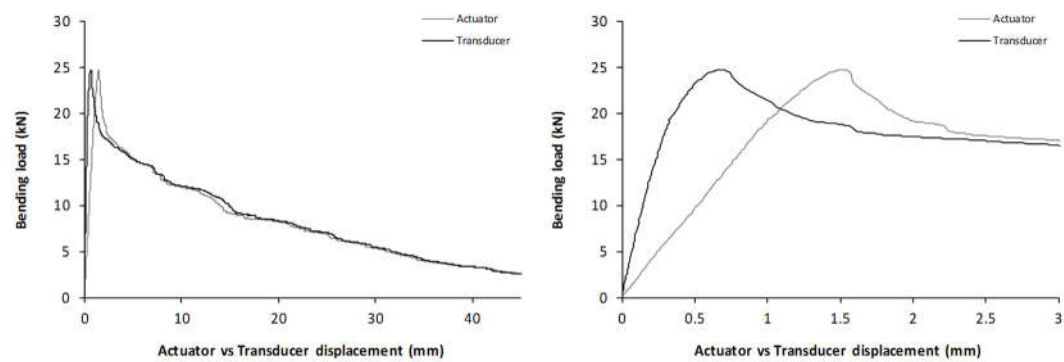 30
25
20
15
10
5
0
Bending load (kN)
Actuator
Transducer
0 10 20 30 40
Actuator vs Transducer displacement (mm)
30
25
20
15
10
5
0
Bending load (kN)
Actuator
Transducer
0 0.5 1 1.5 2 2.5 3
Actuator vs Transducer displacement (mm)